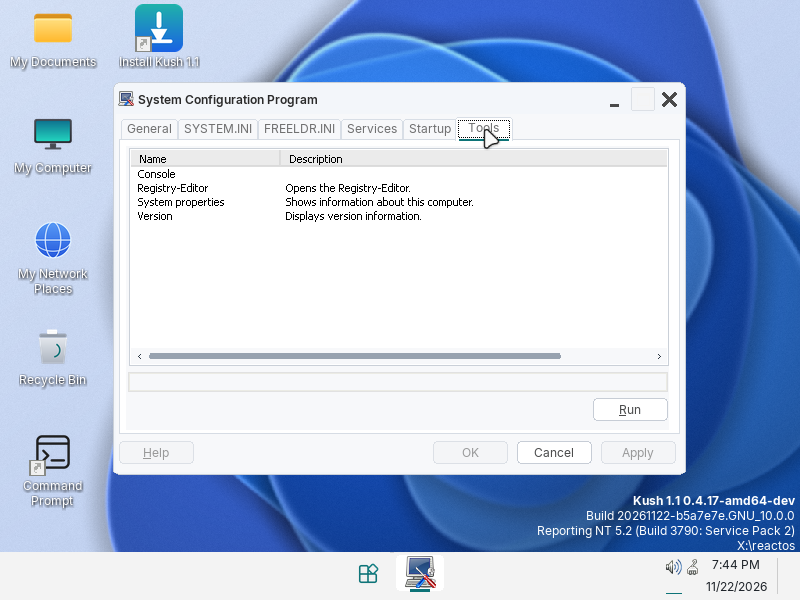 My Documents
Install Kush 1.1
My Computer
My Network
Places
Recycle Bin
Command
Prompt
System Configuration Program
General
SYSTEM.INI
FREELDR.INI
Services
Startup
Tools
Name
Description
Console
Registry-Editor
Opens the Registry-Editor.
System properties
Shows information about this computer.
Version
Displays version information.
Run
Help
OK
Cancel
Apply
Kush 1.1 0.4.17-amd64-dev
Build 20261122-b5a7e7e.GNU_10.0.0
Reporting NT 5.2 (Build 3790: Service Pack 2)
X:\reactos
7:44 PM
11/22/2026